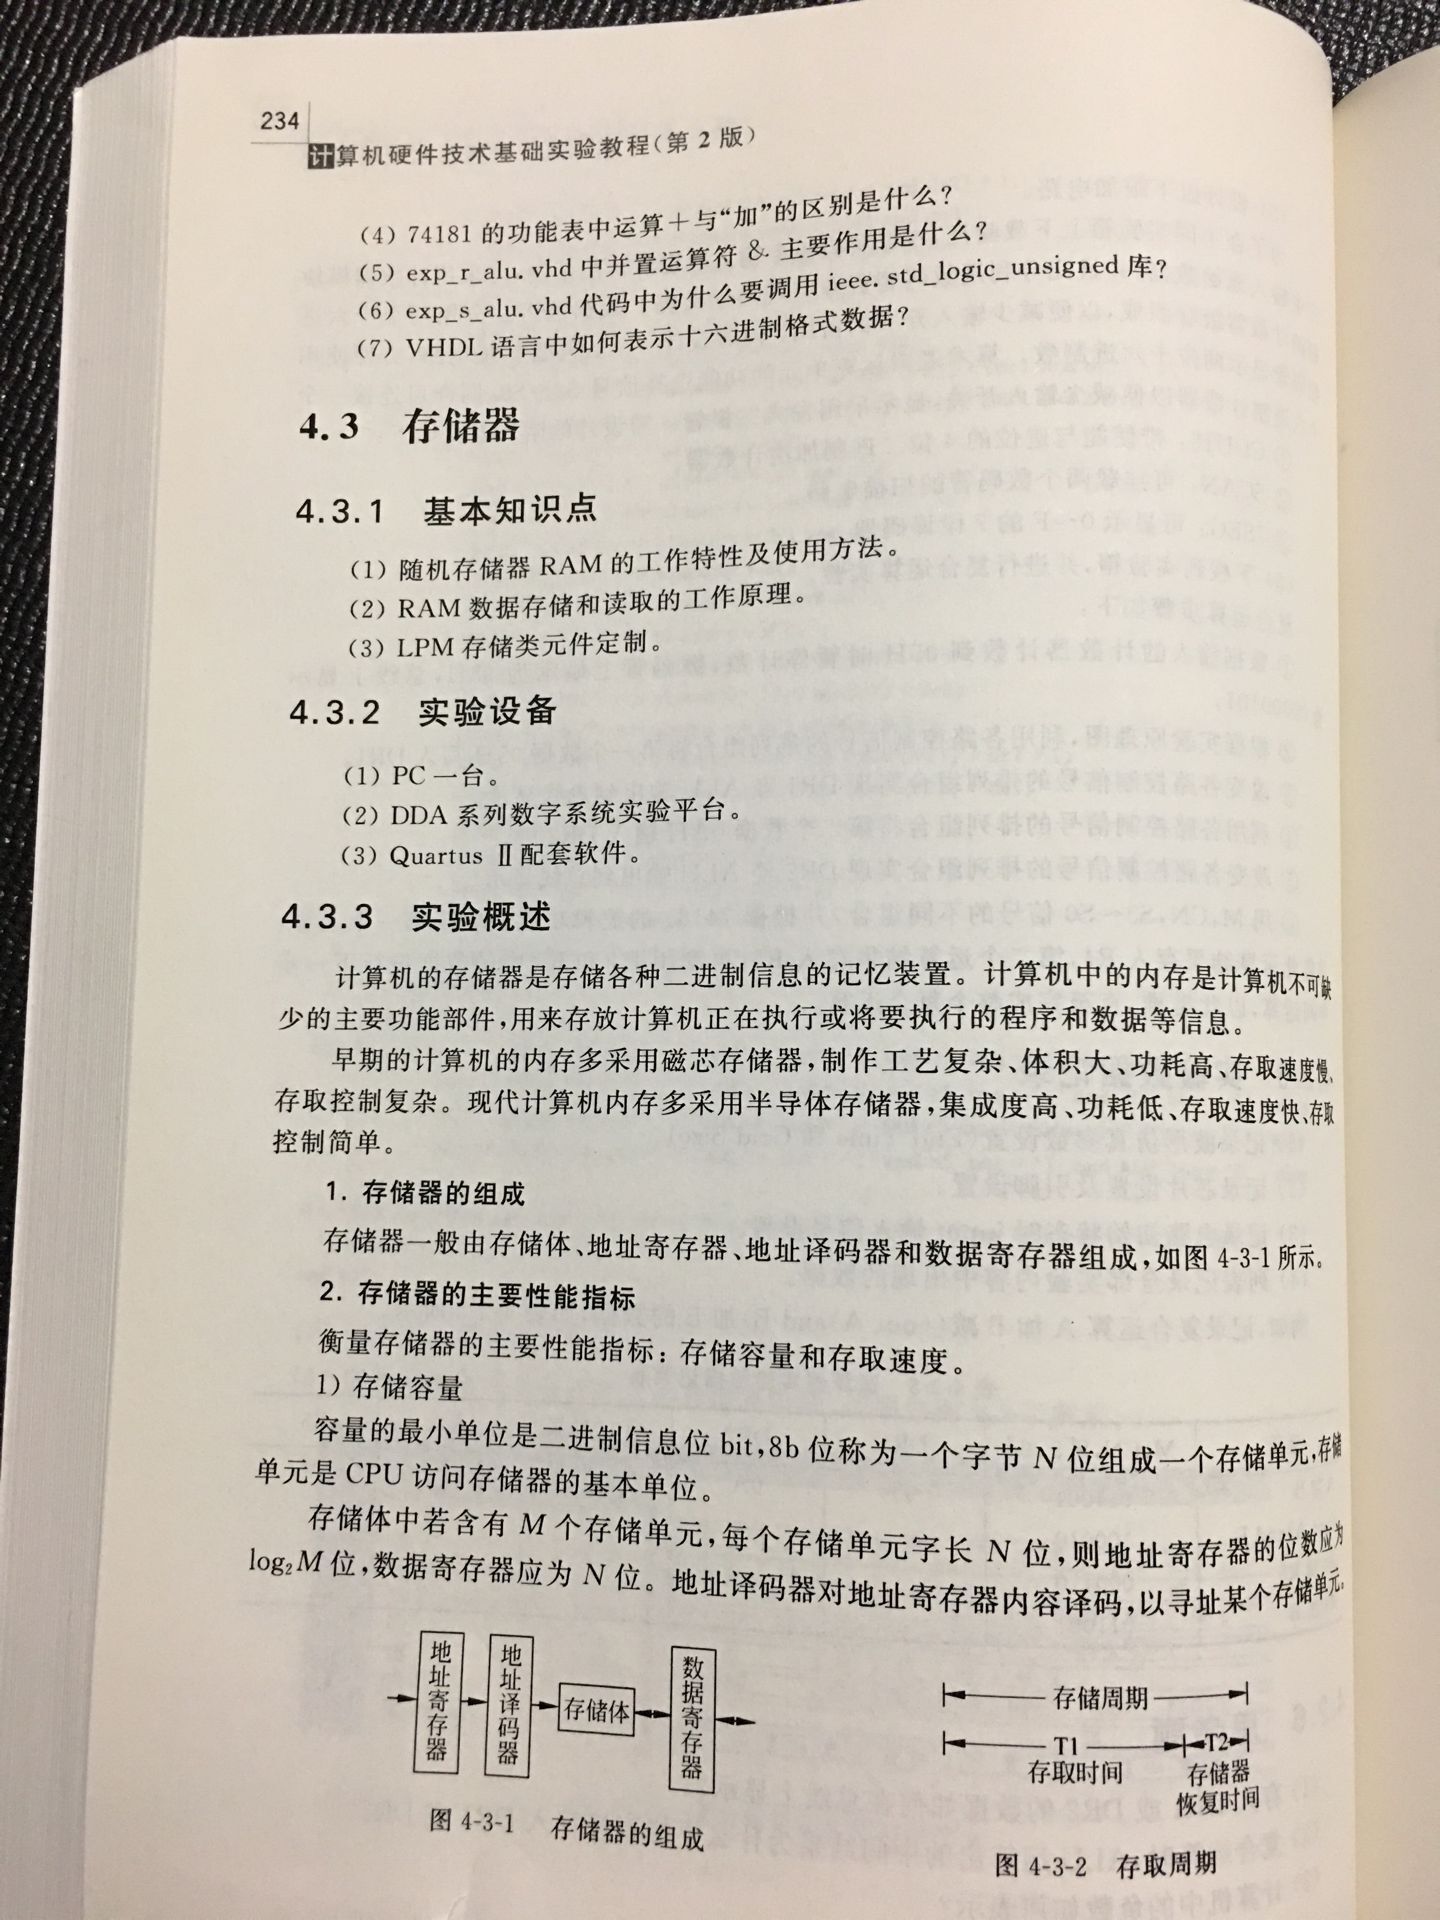 234
计算机硬件技术基础实验教程(第2版)
(4) 74181 的功能表中运算＋与“加”的区别是什么?
(5) exp_r_alu.vhd 中并置运算符 & 主要作用是什么?
(6) exp_s_alu.vhd 代码中为什么要调用 ieee.std_logic_unsigned 库?
(7) VHDL 语言中如何表示十六进制格式数据?
4.3 存储器
4.3.1 基本知识点
(1) 随机存储器 RAM 的工作特性及使用方法。
(2) RAM 数据存储和读取的工作原理。
(3) LPM 存储类元件定制。
4.3.2 实验设备
(1) PC 一台。
(2) DDA 系列数字系统实验平台。
(3) Quartus Ⅱ配套软件。
4.3.3 实验概述
计算机的存储器是存储各种二进制信息的记忆装置。计算机中的内存是计算机不可缺
少的主要功能部件,用来存放计算机正在执行或将要执行的程序和数据等信息。
早期的计算机的内存多采用磁芯存储器,制作工艺复杂、体积大、功耗高、存取速度慢、
存取控制复杂。现代计算机内存多采用半导体存储器,集成度高、功耗低、存取速度快、存取
控制简单。
1. 存储器的组成
存储器一般由存储体、地址寄存器、地址译码器和数据寄存器组成,如图 4-3-1 所示。
2. 存储器的主要性能指标
衡量存储器的主要性能指标:存储容量和存取速度。
1) 存储容量
容量的最小单位是二进制信息位 bit,8b 位称为一个字节 N 位组成一个存储单元,存储
单元是 CPU 访问存储器的基本单位。
存储体中若含有 M 个存储单元,每个存储单元字长 N 位,则地址寄存器的位数应为
log₂M 位,数据寄存器应为 N 位。地址译码器对地址寄存器内容译码,以寻址某个存储单元。
地址寄存器
地址译码器
存储体
数据寄存器
图 4-3-1 存储器的组成
存储周期
T1
T2
存取时间
存储器
恢复时间
图 4-3-2 存取周期